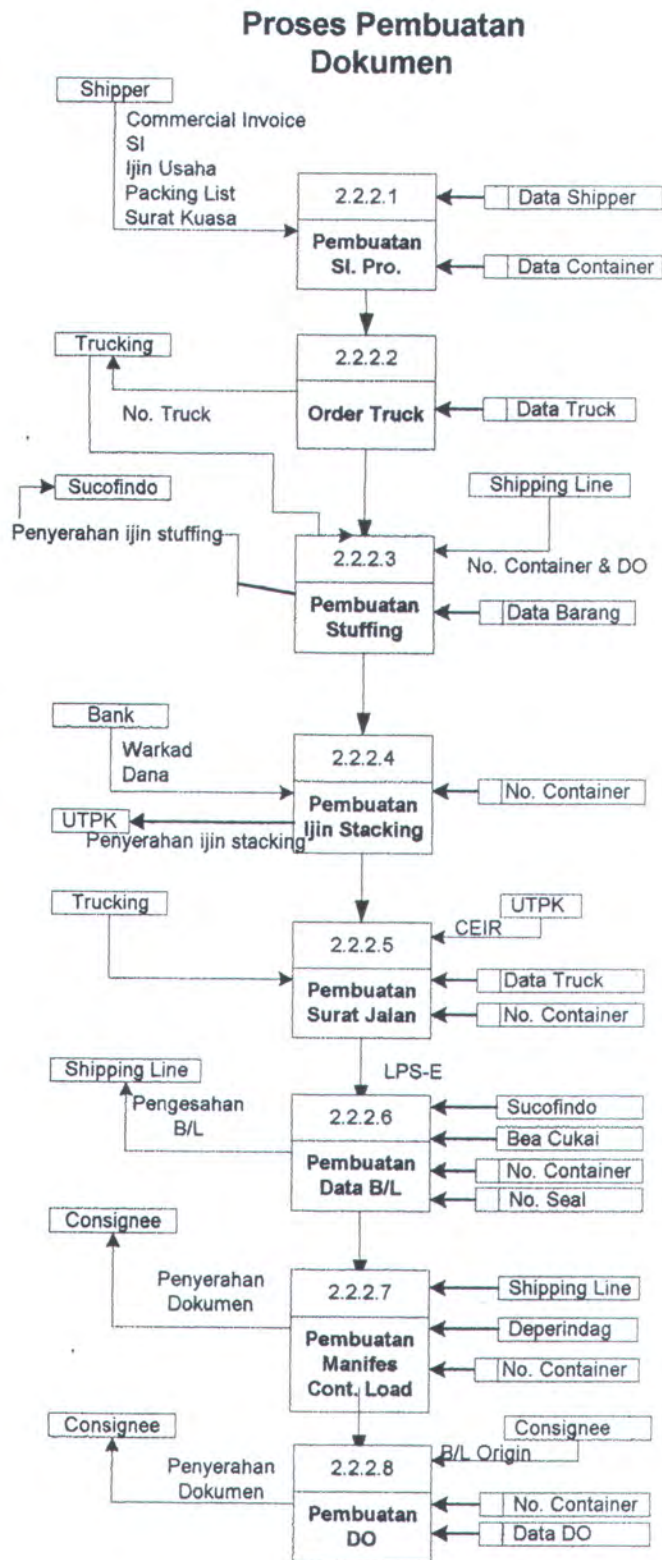 Proses Pembuatan
Dokumen
Shipper
Commercial Invoice
SI
Ijin Usaha
Packing List
Surat Kuasa
2.2.2.1
Pembuatan
SI. Pro.
Data Shipper
Data Container
Trucking
No. Truck
2.2.2.2
Order Truck
Data Truck
Sucofindo
Penyerahan ijin stuffing
Shipping Line
No. Container & DO
2.2.2.3
Pembuatan
Stuffing
Data Barang
Bank
Warkad
Dana
UTPK
Penyerahan ijin stacking
2.2.2.4
Pembuatan
Ijin Stacking
No. Container
Trucking
UTPK
CEIR
2.2.2.5
Pembuatan
Surat Jalan
Data Truck
No. Container
LPS-E
Shipping Line
Pengesahan
B/L
2.2.2.6
Pembuatan
Data B/L
Sucofindo
Bea Cukai
No. Container
No. Seal
Consignee
Penyerahan
Dokumen
2.2.2.7
Pembuatan
Manifes
Cont. Load
Shipping Line
Deperindag
No. Container
Consignee
Penyerahan
Dokumen
Consignee
B/L Origin
2.2.2.8
Pembuatan
DO
No. Container
Data DO